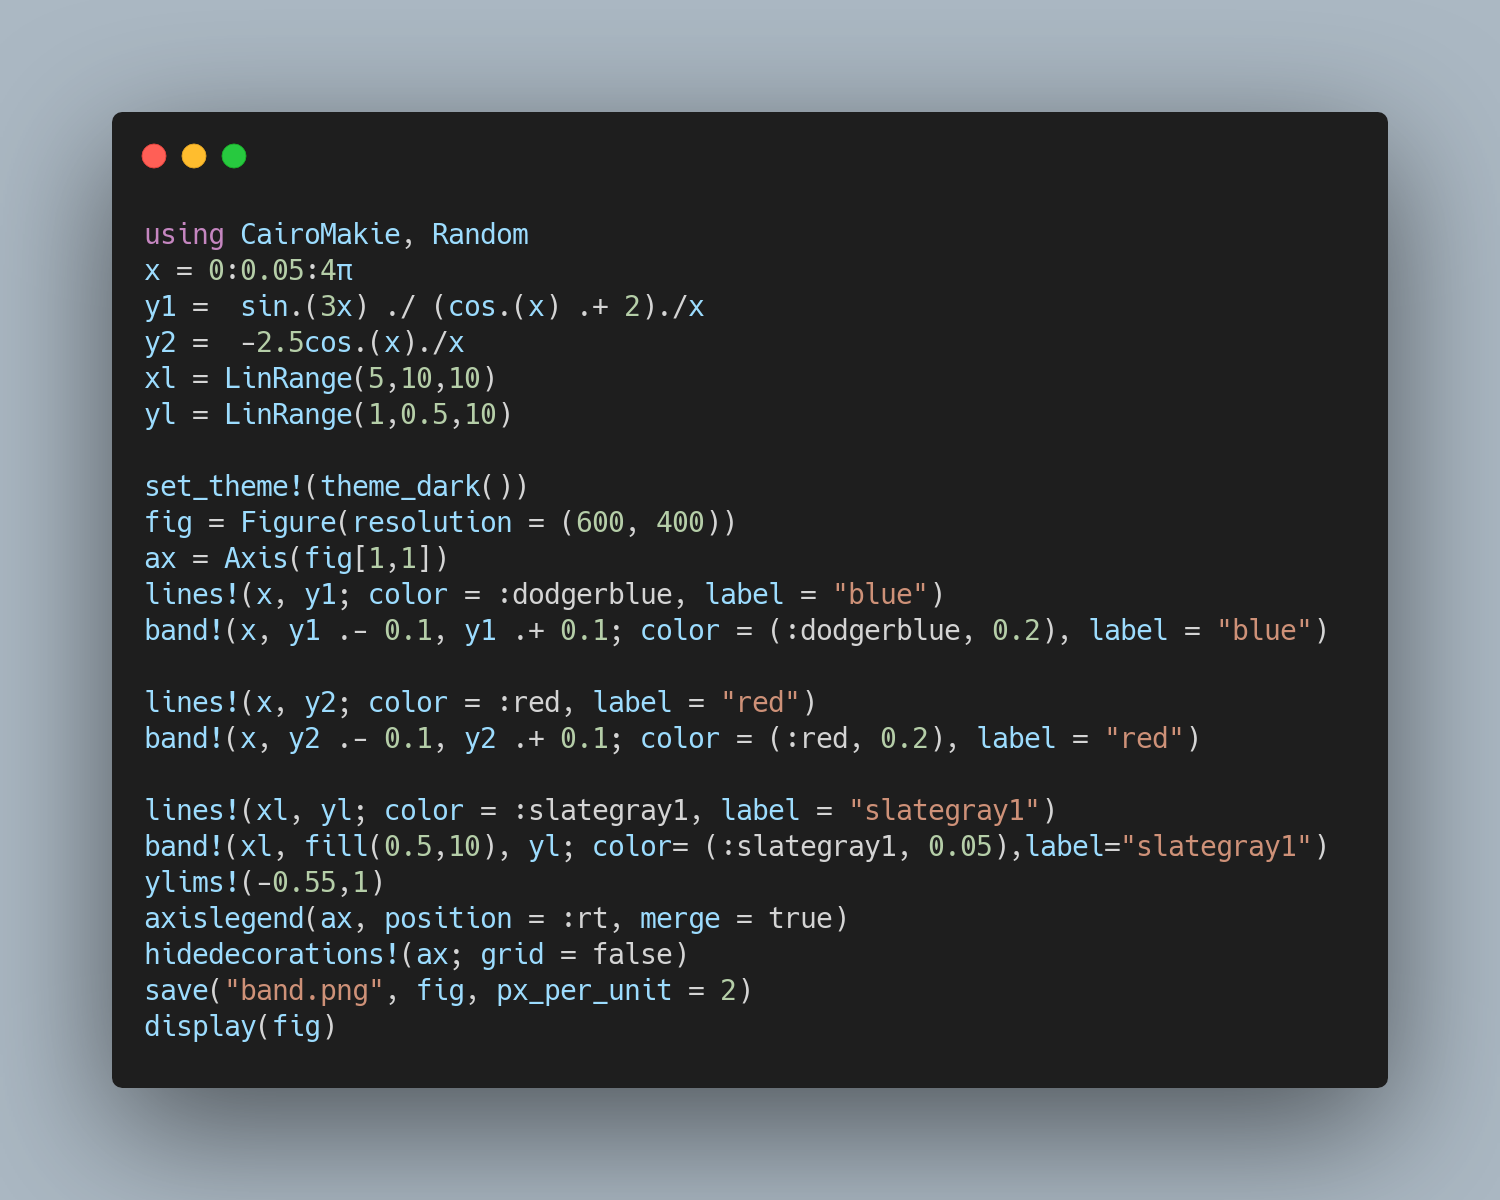 using CairoMakie, Random
x = 0:0.05:4π
y1 =  sin.(3x) ./ (cos.(x) .+ 2)./x
y2 =  -2.5cos.(x)./x
xl = LinRange(5,10,10)
yl = LinRange(1,0.5,10)

set_theme!(theme_dark())
fig = Figure(resolution = (600, 400))
ax = Axis(fig[1,1])
lines!(x, y1; color = :dodgerblue, label = "blue")
band!(x, y1 .- 0.1, y1 .+ 0.1; color = (:dodgerblue, 0.2), label = "blue")

lines!(x, y2; color = :red, label = "red")
band!(x, y2 .- 0.1, y2 .+ 0.1; color = (:red, 0.2), label = "red")

lines!(xl, yl; color = :slategray1, label = "slategray1")
band!(xl, fill(0.5,10), yl; color= (:slategray1, 0.05),label="slategray1")
ylims!(-0.55,1)
axislegend(ax, position = :rt, merge = true)
hidedecorations!(ax; grid = false)
save("band.png", fig, px_per_unit = 2)
display(fig)